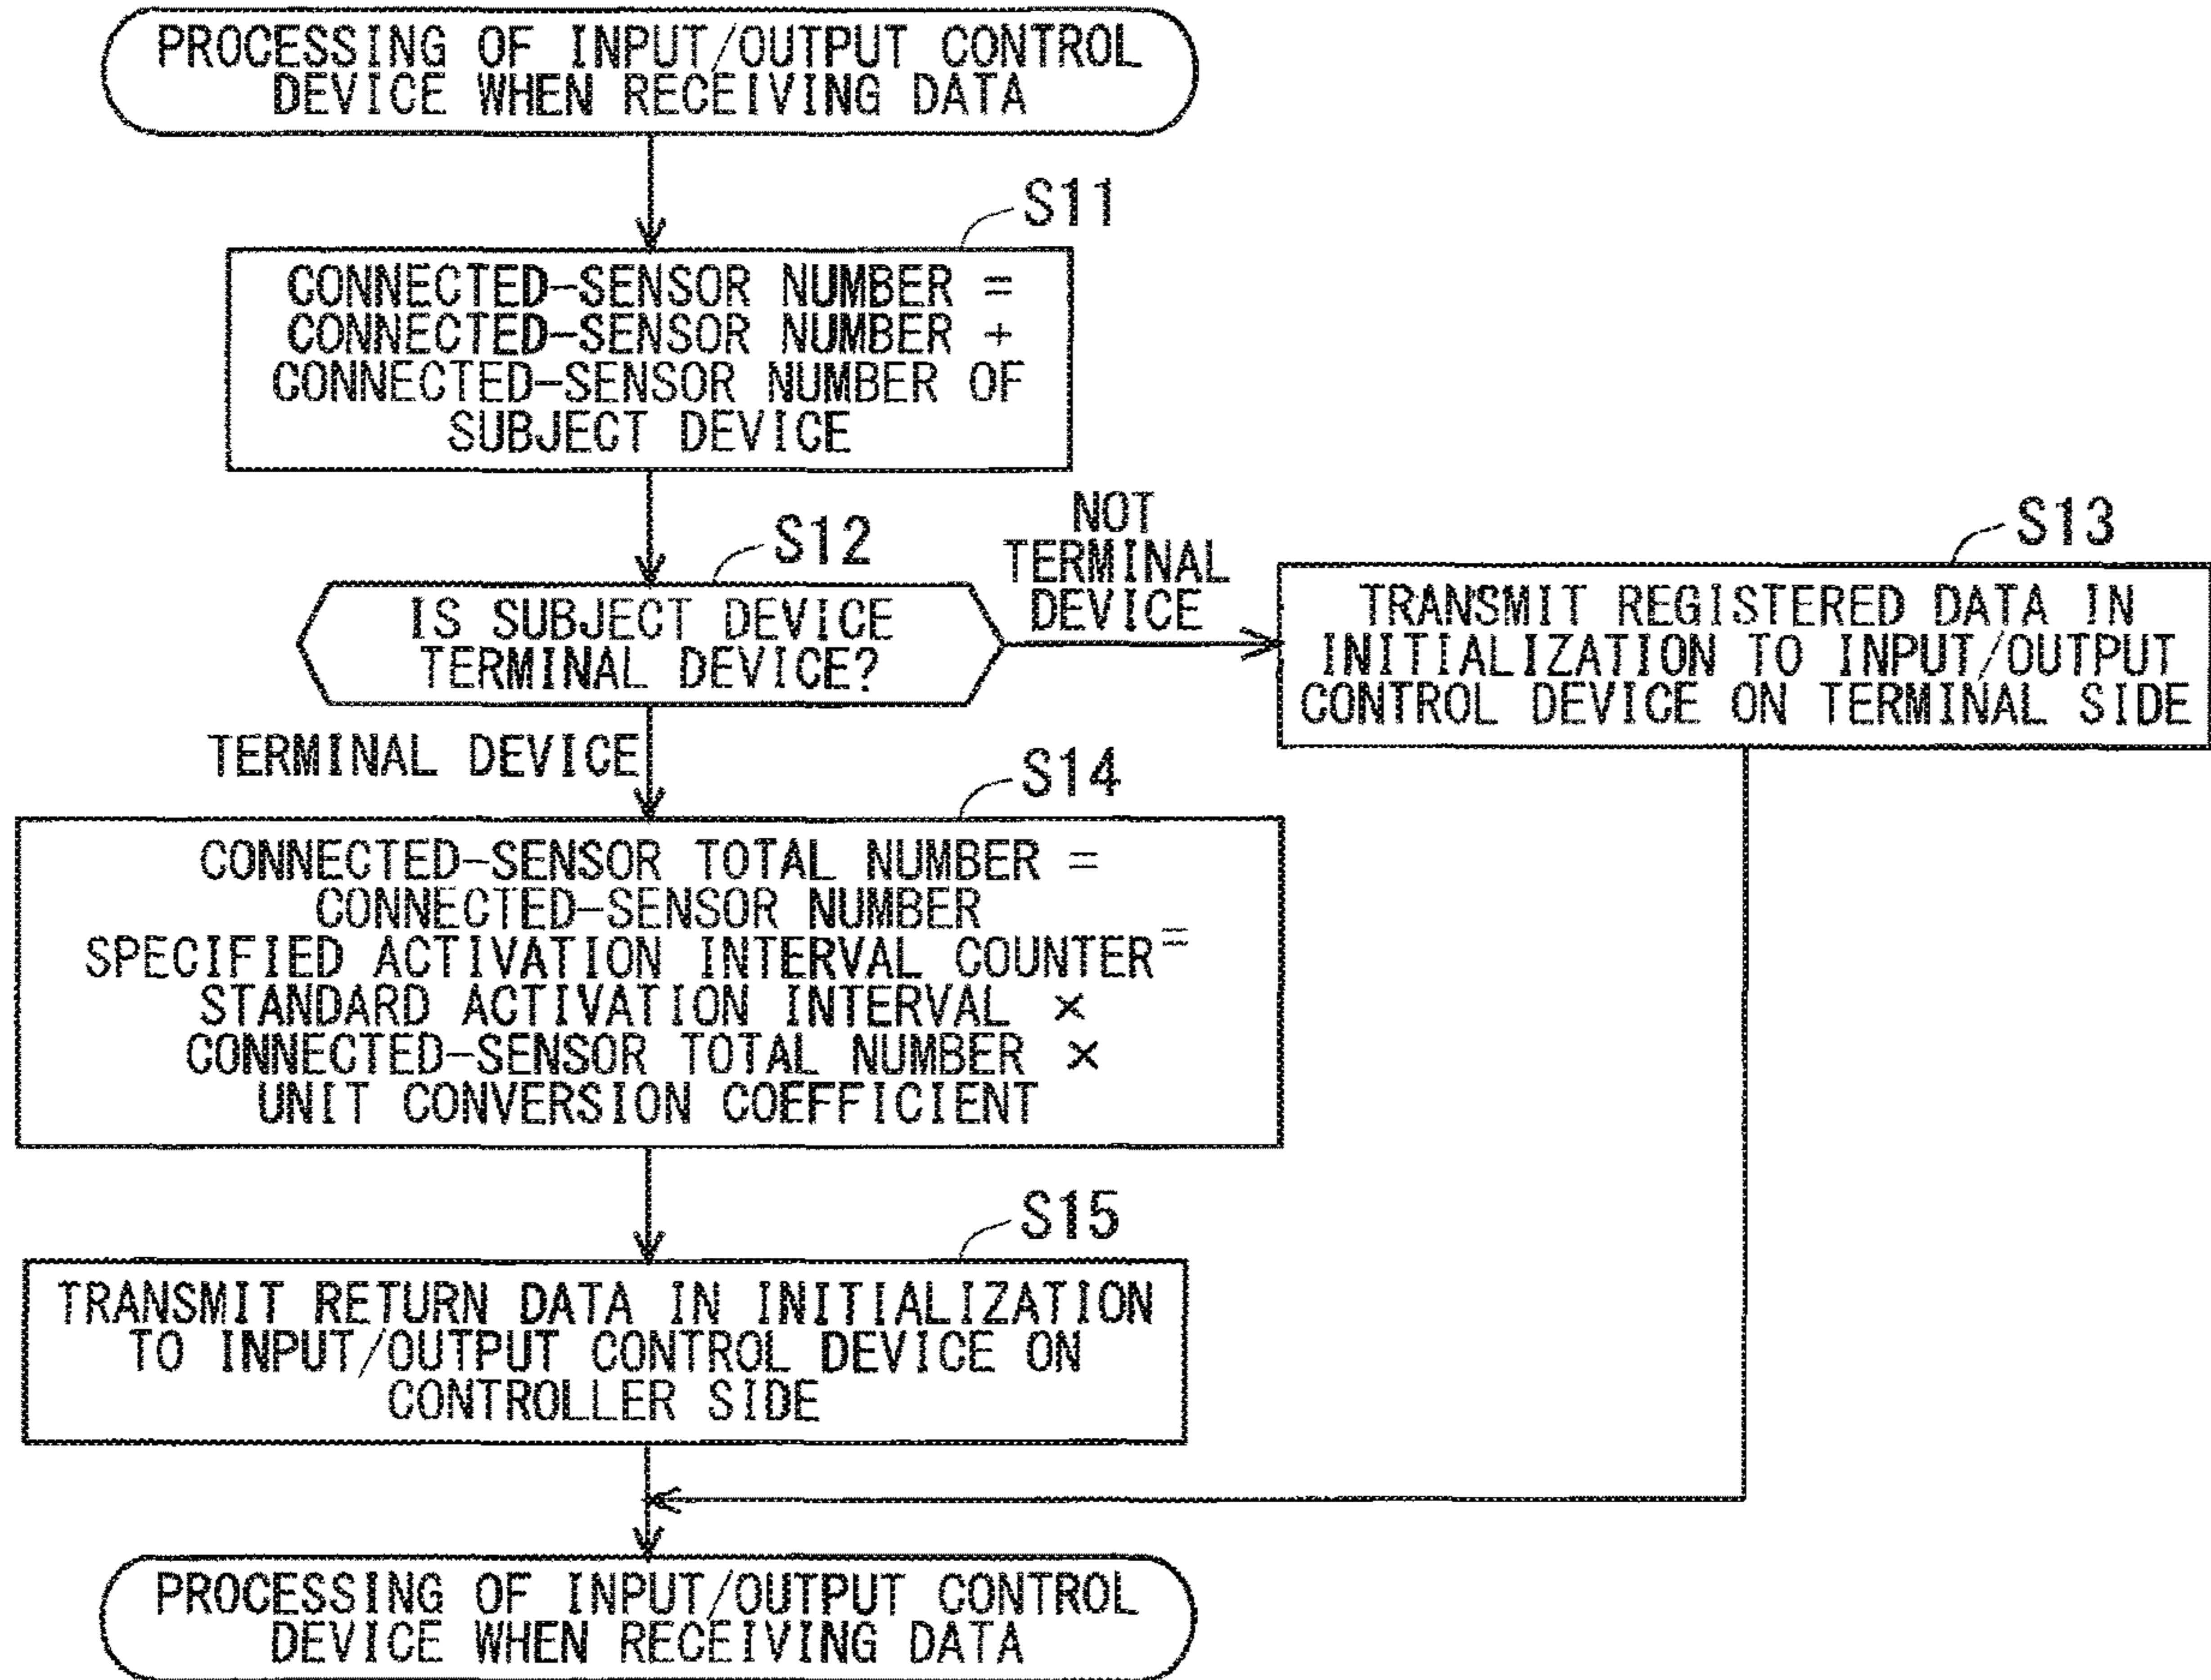 PROCESSING OF INPUT/OUTPUT CONTROL
DEVICE WHEN RECEIVING DATA
S11
CONNECTED-SENSOR NUMBER =
CONNECTED-SENSOR NUMBER +
CONNECTED-SENSOR NUMBER OF
SUBJECT DEVICE
S12
IS SUBJECT DEVICE
TERMINAL DEVICE?
NOT
TERMINAL
DEVICE
S13
TRANSMIT REGISTERED DATA IN
INITIALIZATION TO INPUT/OUTPUT
CONTROL DEVICE ON TERMINAL SIDE
TERMINAL DEVICE
S14
CONNECTED-SENSOR TOTAL NUMBER =
CONNECTED-SENSOR NUMBER
SPECIFIED ACTIVATION INTERVAL COUNTER=
STANDARD ACTIVATION INTERVAL ×
CONNECTED-SENSOR TOTAL NUMBER ×
UNIT CONVERSION COEFFICIENT
S15
TRANSMIT RETURN DATA IN INITIALIZATION
TO INPUT/OUTPUT CONTROL DEVICE ON
CONTROLLER SIDE
PROCESSING OF INPUT/OUTPUT CONTROL
DEVICE WHEN RECEIVING DATA